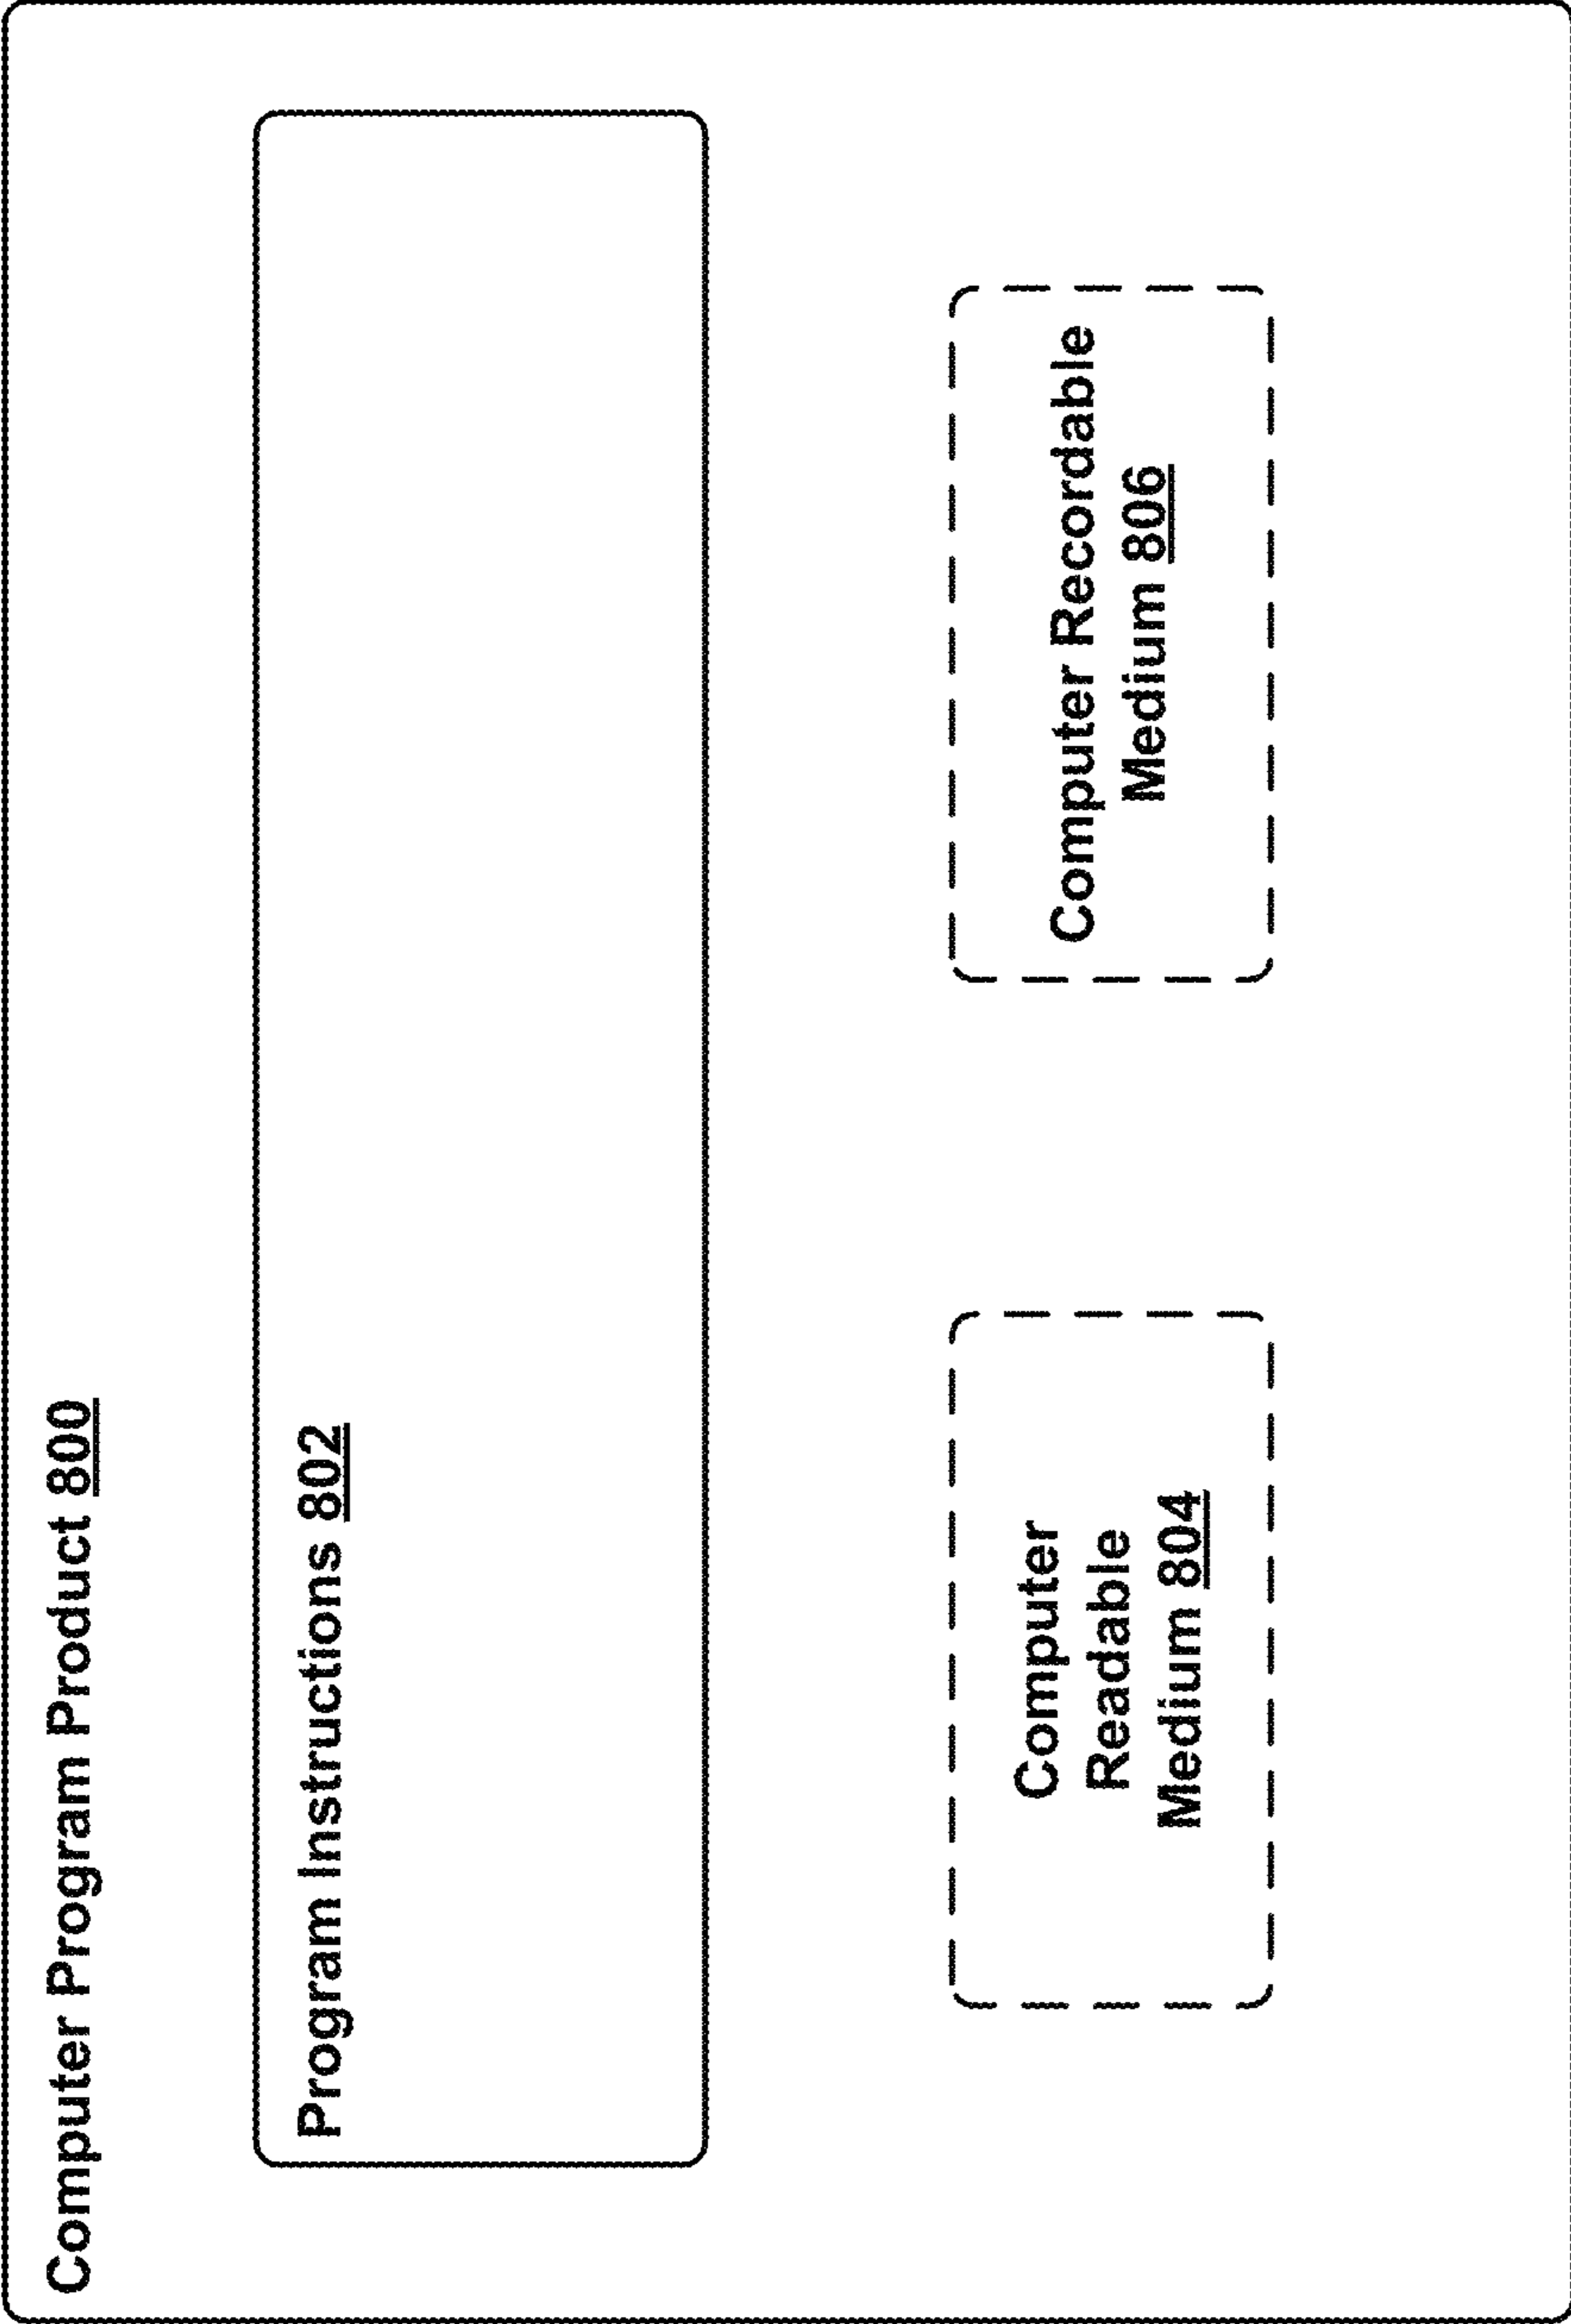 Computer Program Product 800
Program Instructions 802
Computer
Readable
Medium 804
Computer Recordable
Medium 806